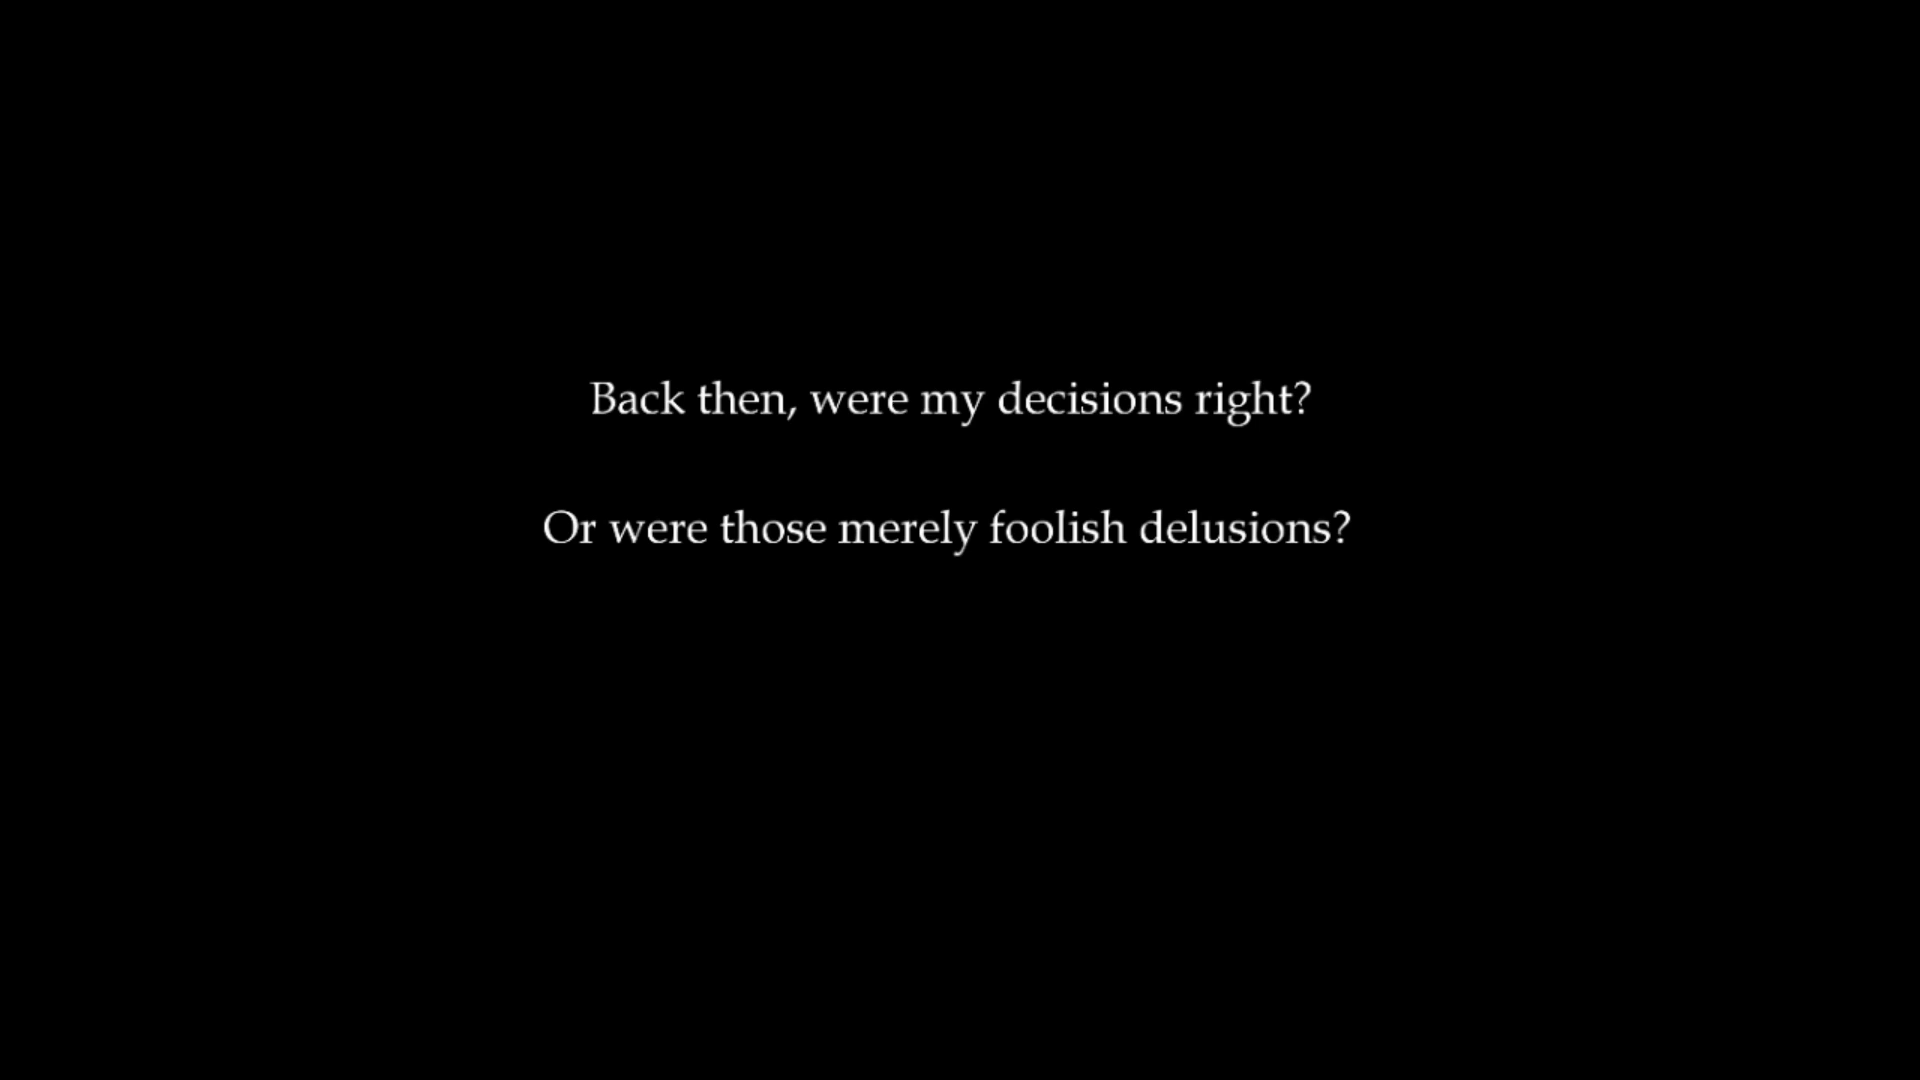 Back then, were my decisions right?
Or were those merely foolish delusions?